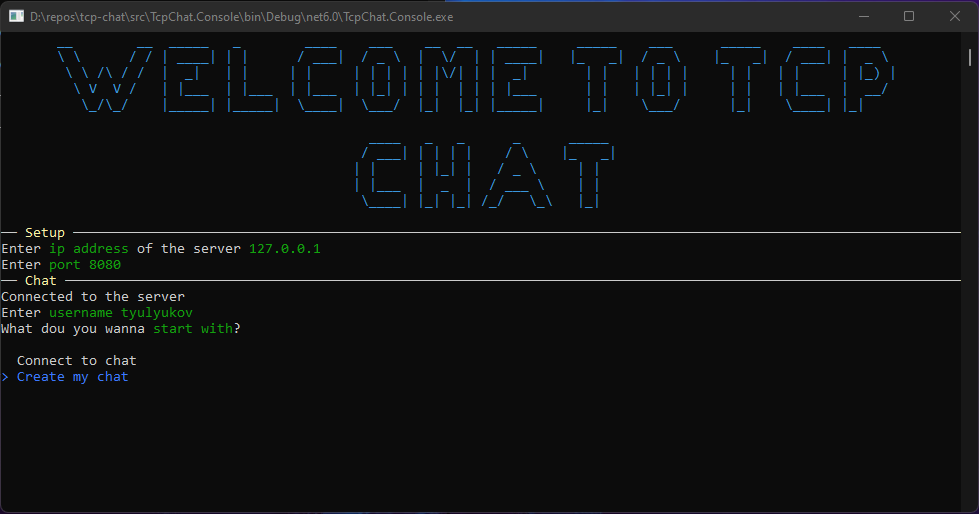 D:\repos\tcp-chat\src\TcpChat.Console\bin\Debug\net6.0\TcpChat.Console.exe
WELCOME TO TCP
CHAT
Setup
Enter ip address of the server 127.0.0.1
Enter port 8080
Chat
Connected to the server
Enter username tyulyukov
What dou you wanna start with?
Connect to chat
> Create my chat